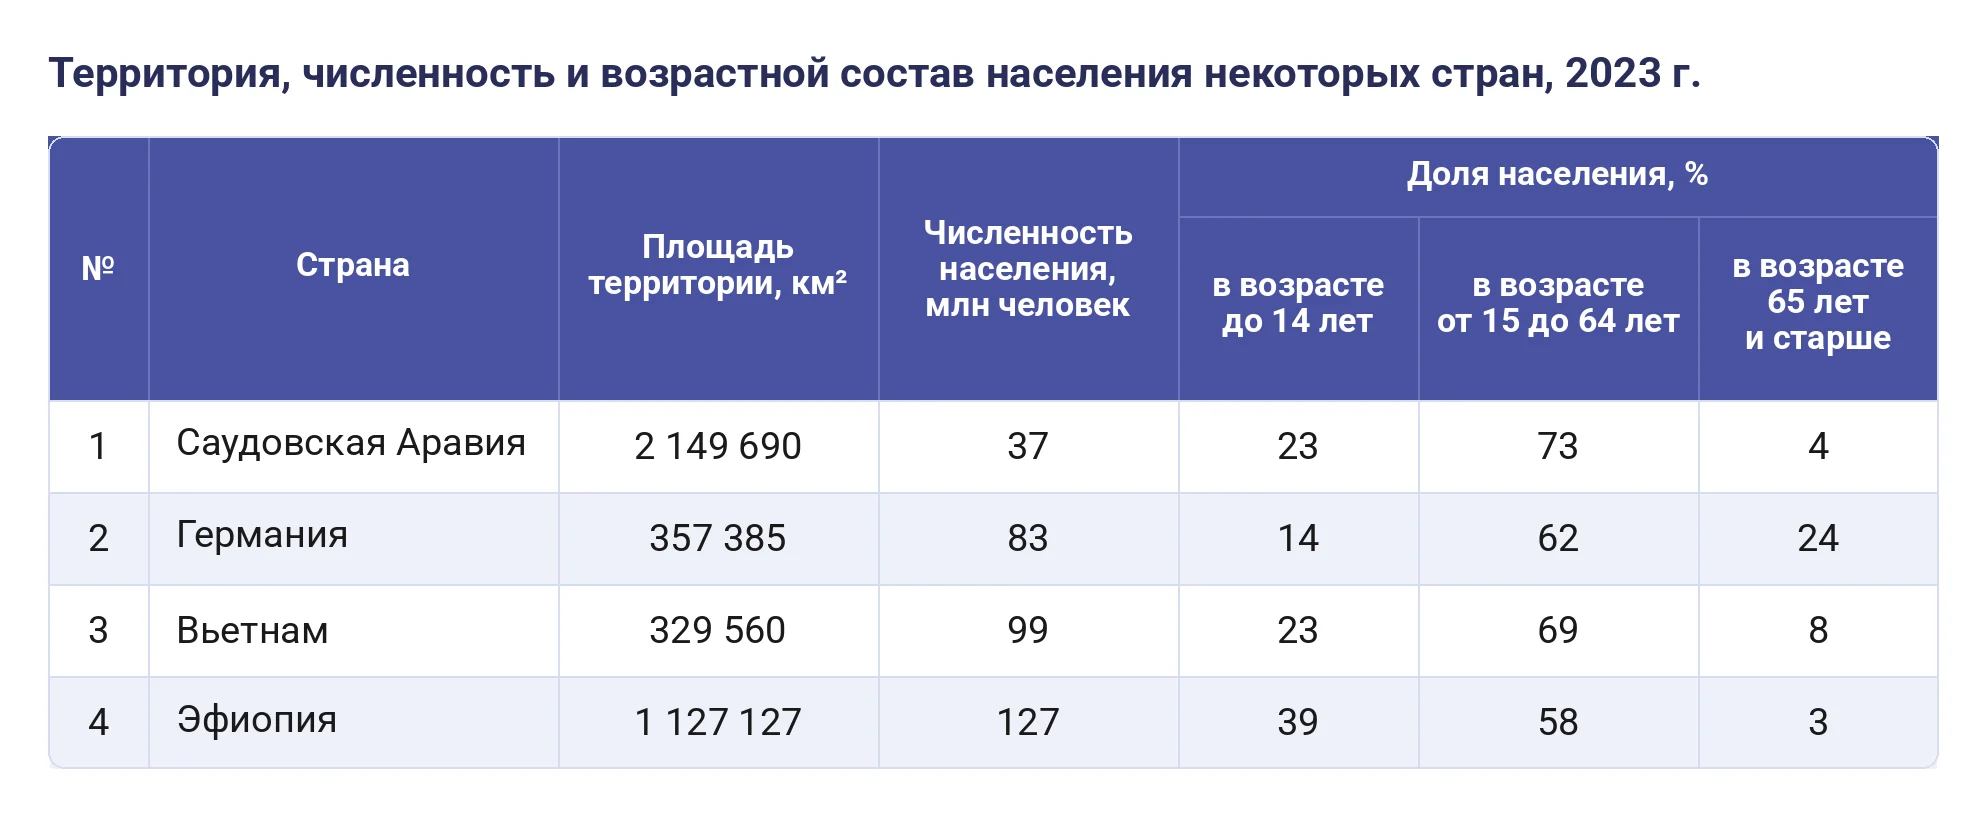 Территория, численность и возрастной состав населения некоторых стран, 2023 г.
№
Страна
Площадь
территории, км²
Численность
населения,
млн человек
Доля населения, %
в возрасте
до 14 лет
в возрасте
от 15 до 64 лет
в возрасте
65 лет
и старше
1 Саудовская Аравия 2 149 690 37 23 73 4
2 Германия 357 385 83 14 62 24
3 Вьетнам 329 560 99 23 69 8
4 Эфиопия 1 127 127 127 39 58 3